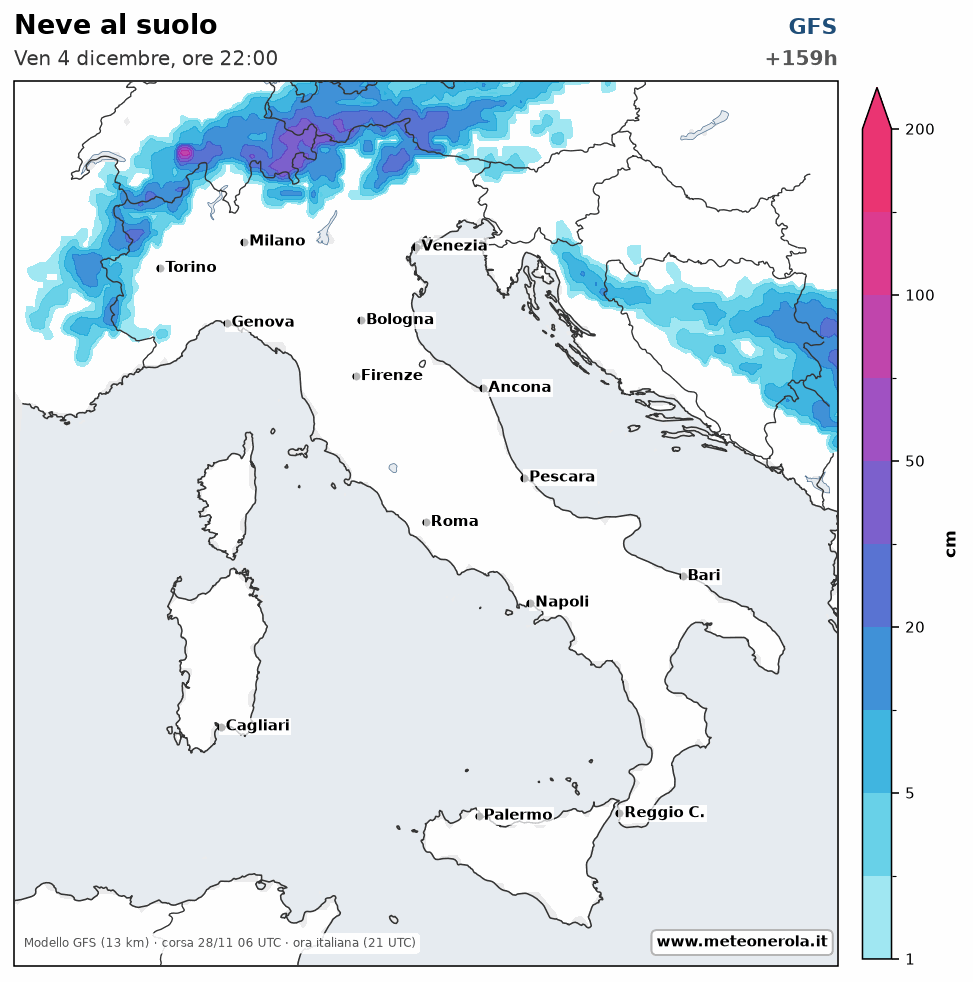 Neve al suolo
GFS
Ven 4 dicembre, ore 22:00
+159h
200
Milano
Venezia
Torino
100
Genova
Bologna
Firenze
Ancona
50
Pescara
Roma
cm
Bari
Napoli
20
Cagliari
5
Palermo
Reggio C.
Modello GFS (13 km) · corsa 28/11 06 UTC · ora italiana (21 UTC)
www.meteonerola.it
1